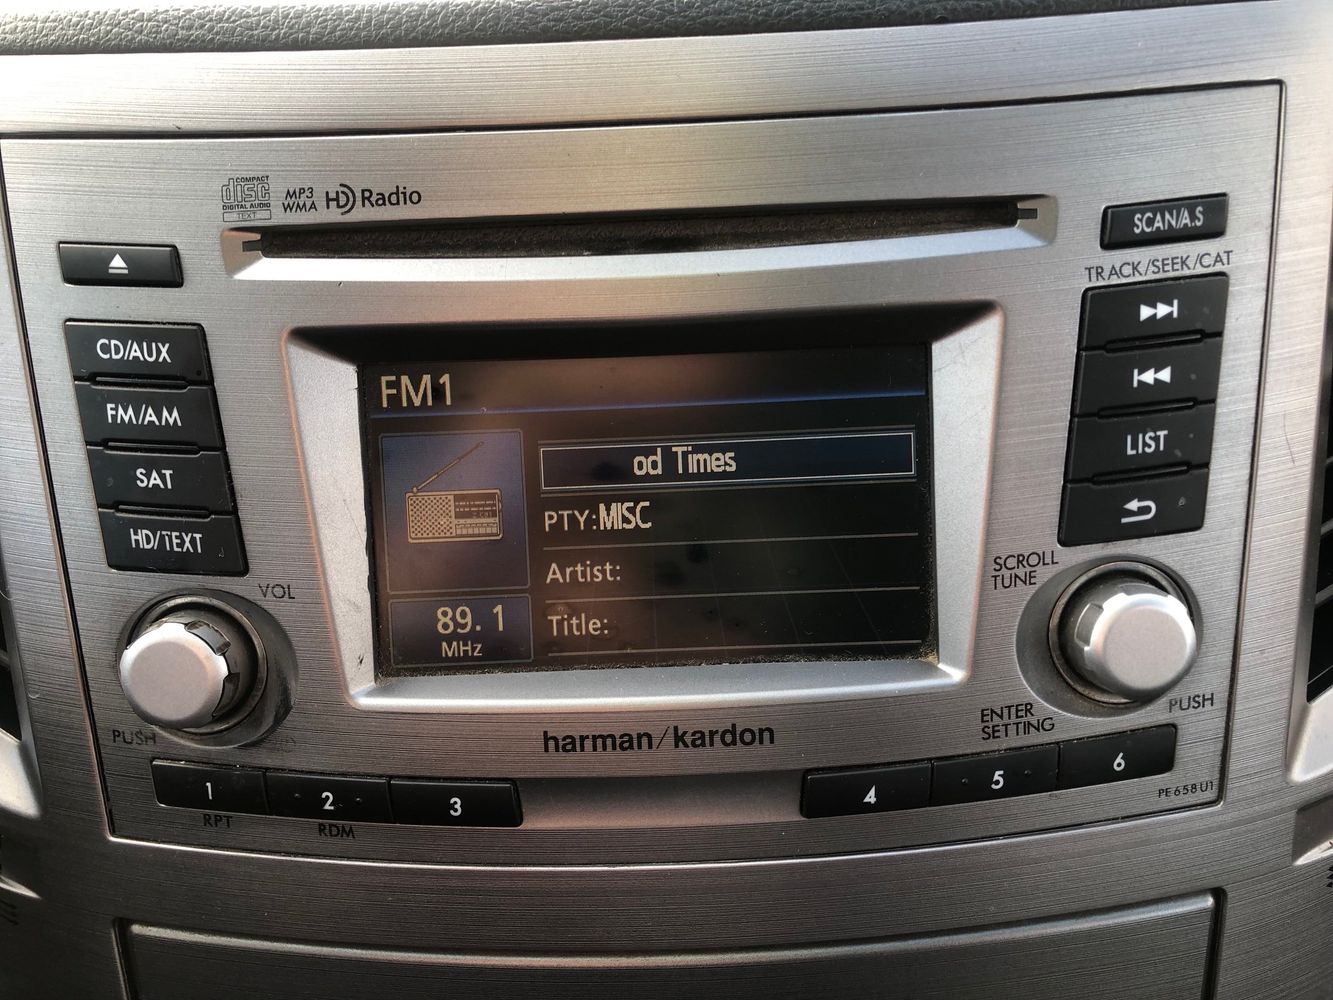 COMPACT
disc
DIGITAL AUDIO
TEXT
MP3
WMA
HD Radio
SCAN/A.S
TRACK/SEEK/CAT
CD/AUX
FM/AM
SAT
HD/TEXT
LIST
FM1
od Times
PTY:MISC
Artist:
Title:
89.1
MHz
VOL
PUSH
SCROLL
TUNE
PUSH
ENTER
SETTING
harman/kardon
1
2
3
4
5
6
RPT
RDM
PE658U1